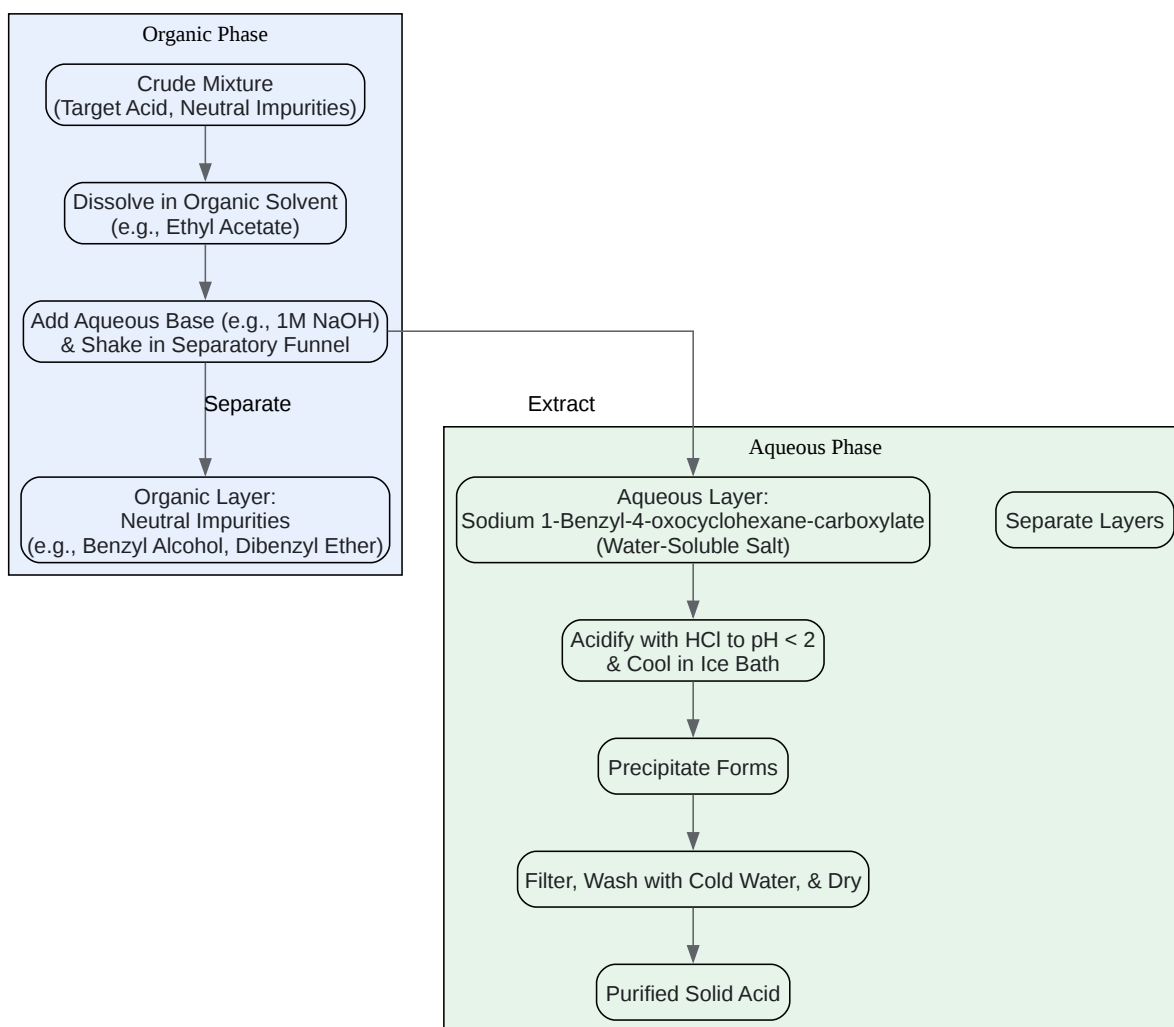 Organic Phase
Crude Mixture
(Target Acid, Neutral Impurities)
Dissolve in Organic Solvent
(e.g., Ethyl Acetate)
Add Aqueous Base (e.g., 1M NaOH)
& Shake in Separatory Funnel
Separate
Extract
Organic Layer:
Neutral Impurities
(e.g., Benzyl Alcohol, Dibenzyl Ether)
Aqueous Phase
Aqueous Layer:
Sodium 1-Benzyl-4-oxocyclohexane-carboxylate
(Water-Soluble Salt)
Separate Layers
Acidify with HCl to pH < 2
& Cool in Ice Bath
Precipitate Forms
Filter, Wash with Cold Water, & Dry
Purified Solid Acid